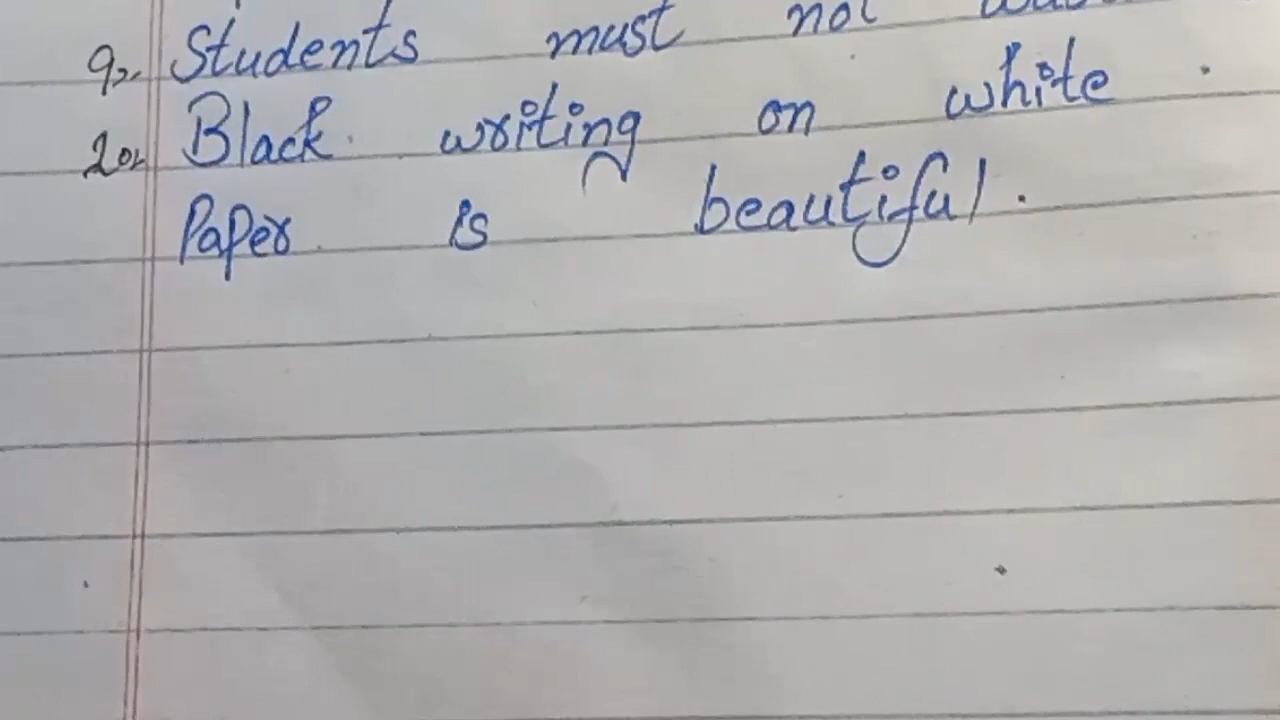 9. Students must not
20. Black writing on white
Paper is beautiful.